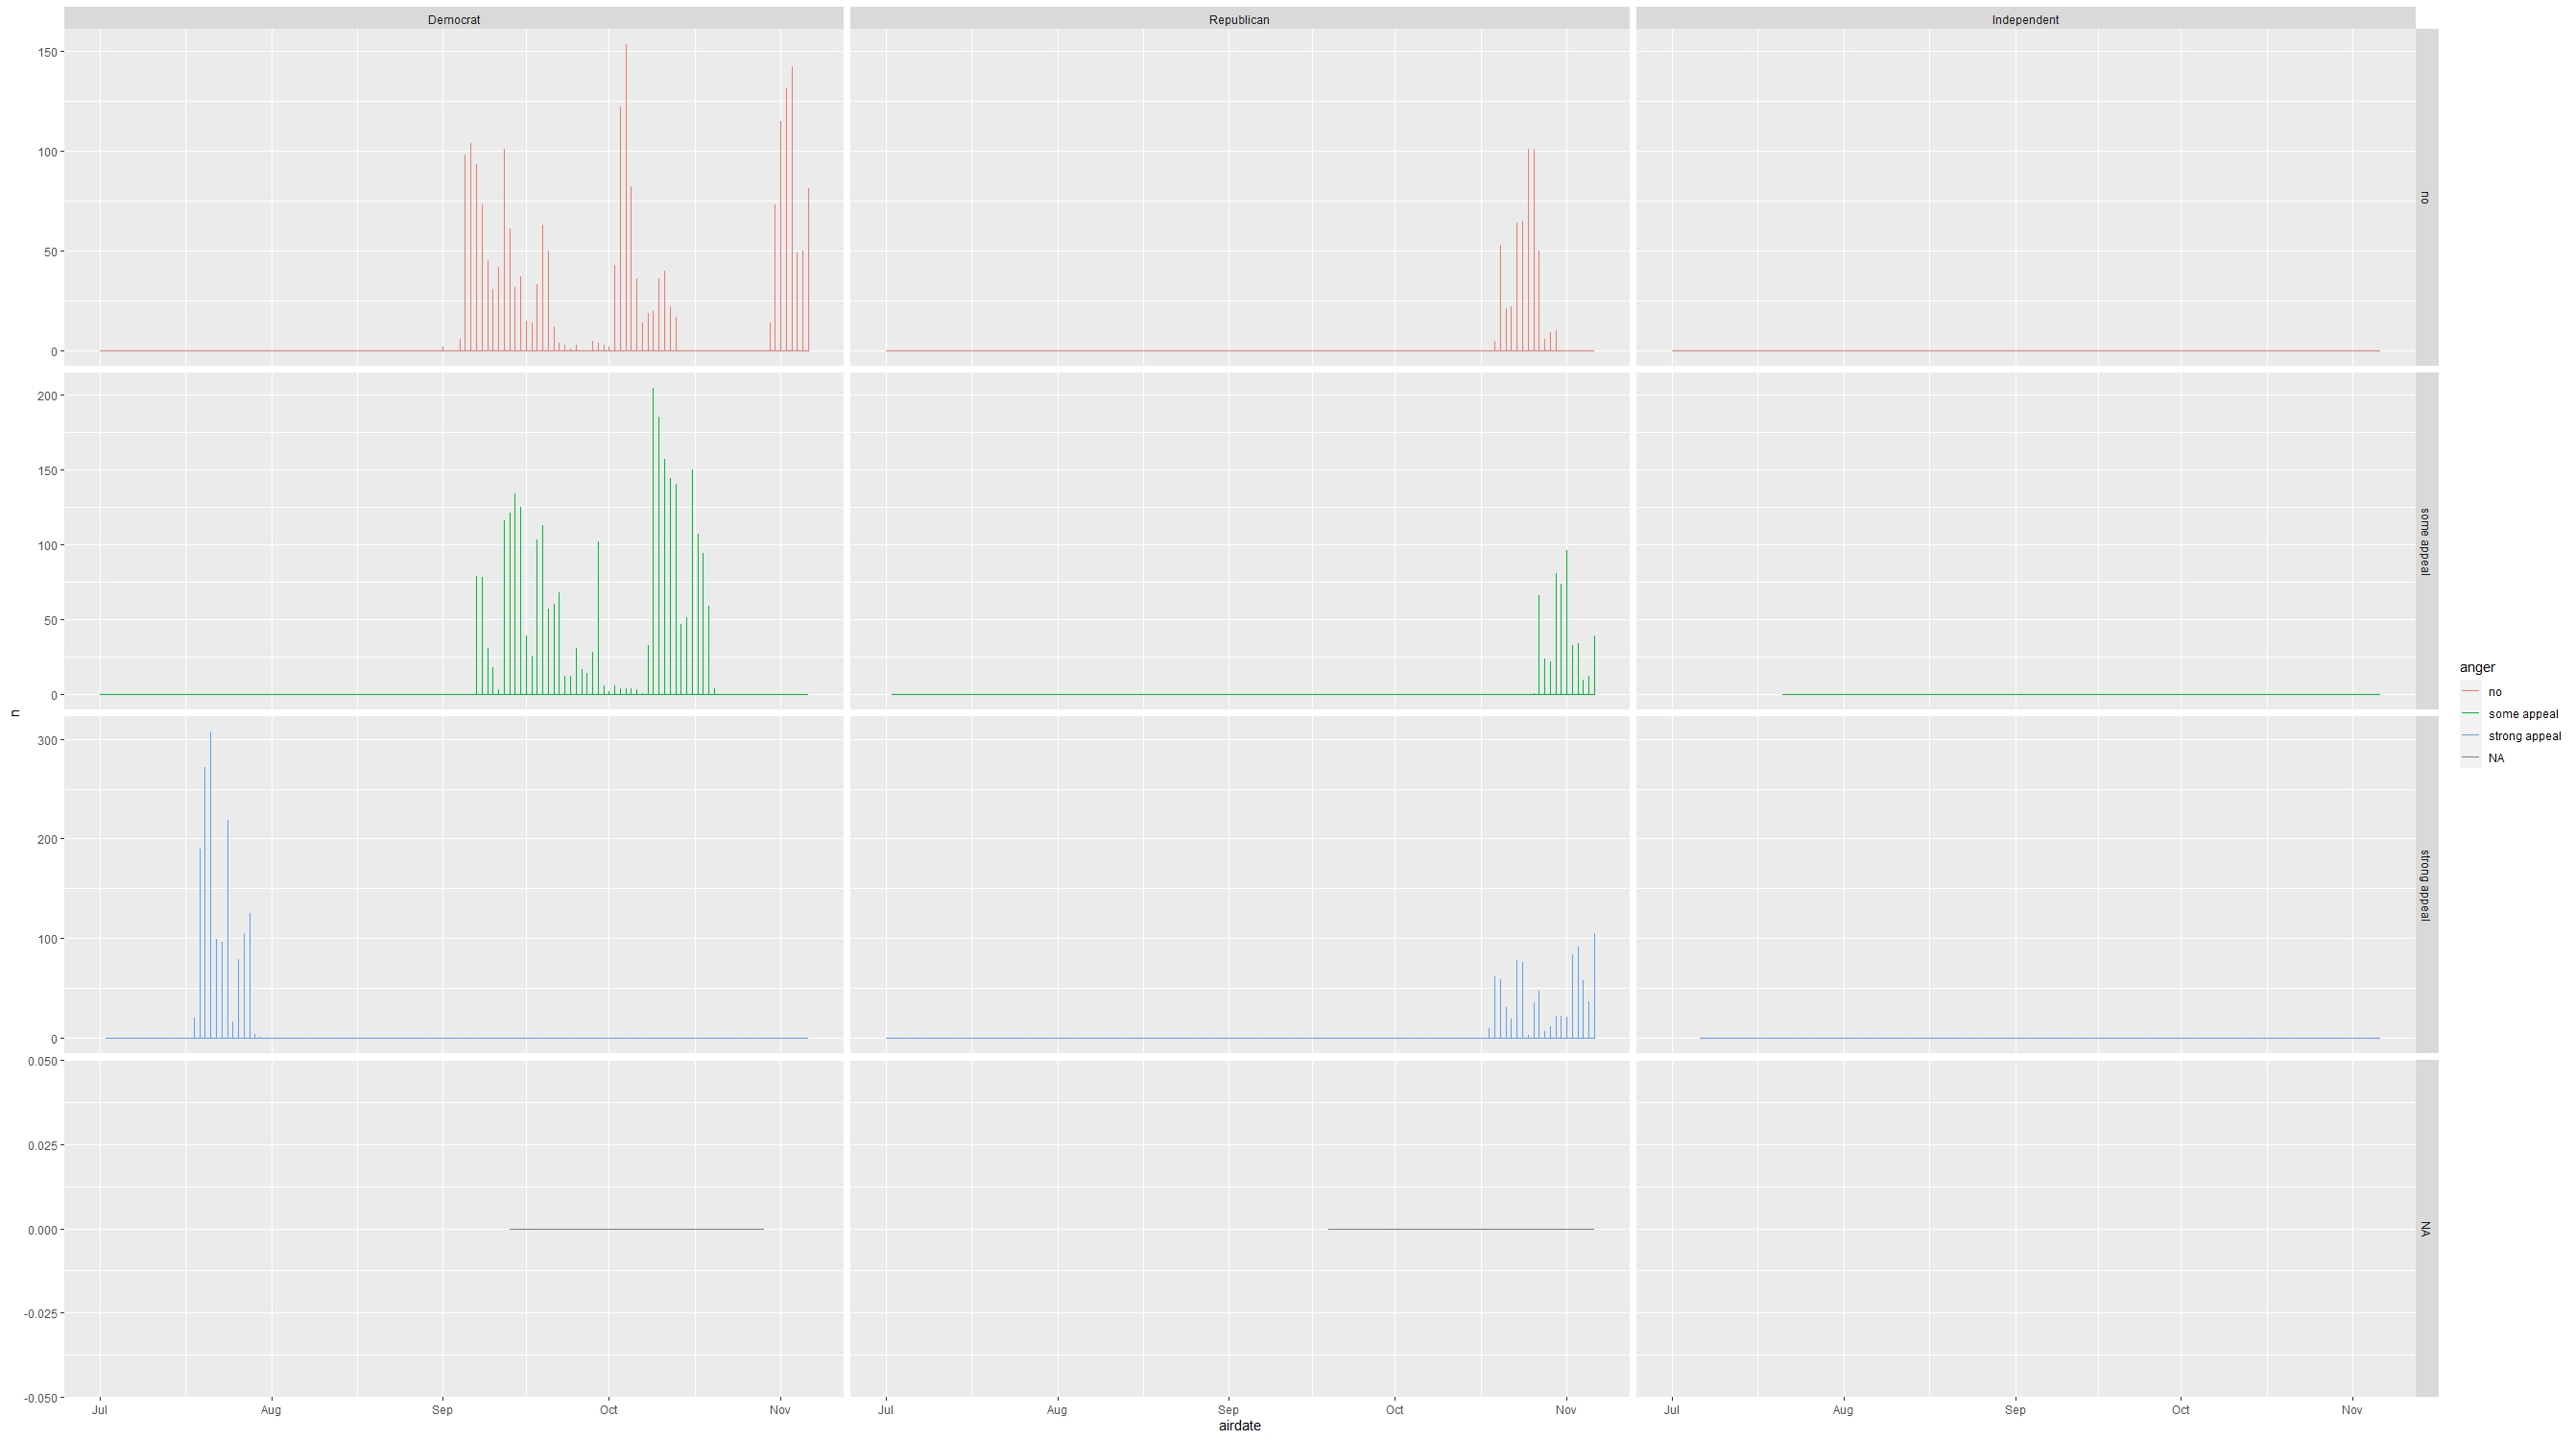 Democrat Republican Independent
150
100
50
0
no
200
150
100
50
0
some appeal
300
200
100
0
strong appeal
0.050
0.025
0.000
-0.025
-0.050
NA
n
Jul Aug Sep Oct Nov Jul Aug Sep Oct Nov Jul Aug Sep Oct Nov
airdate
anger
no
some appeal
strong appeal
NA